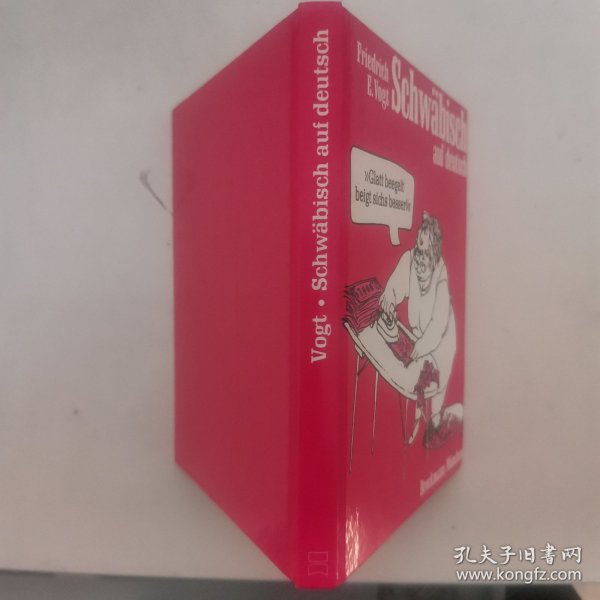 Vogt • Schwäbisch auf deutsch
Friedrich
E. Vogt
Schwäbisch
auf deutsch
»Glatt beegelt
beigt sichs besser!«
孔夫子旧书网
www.kongfz.com